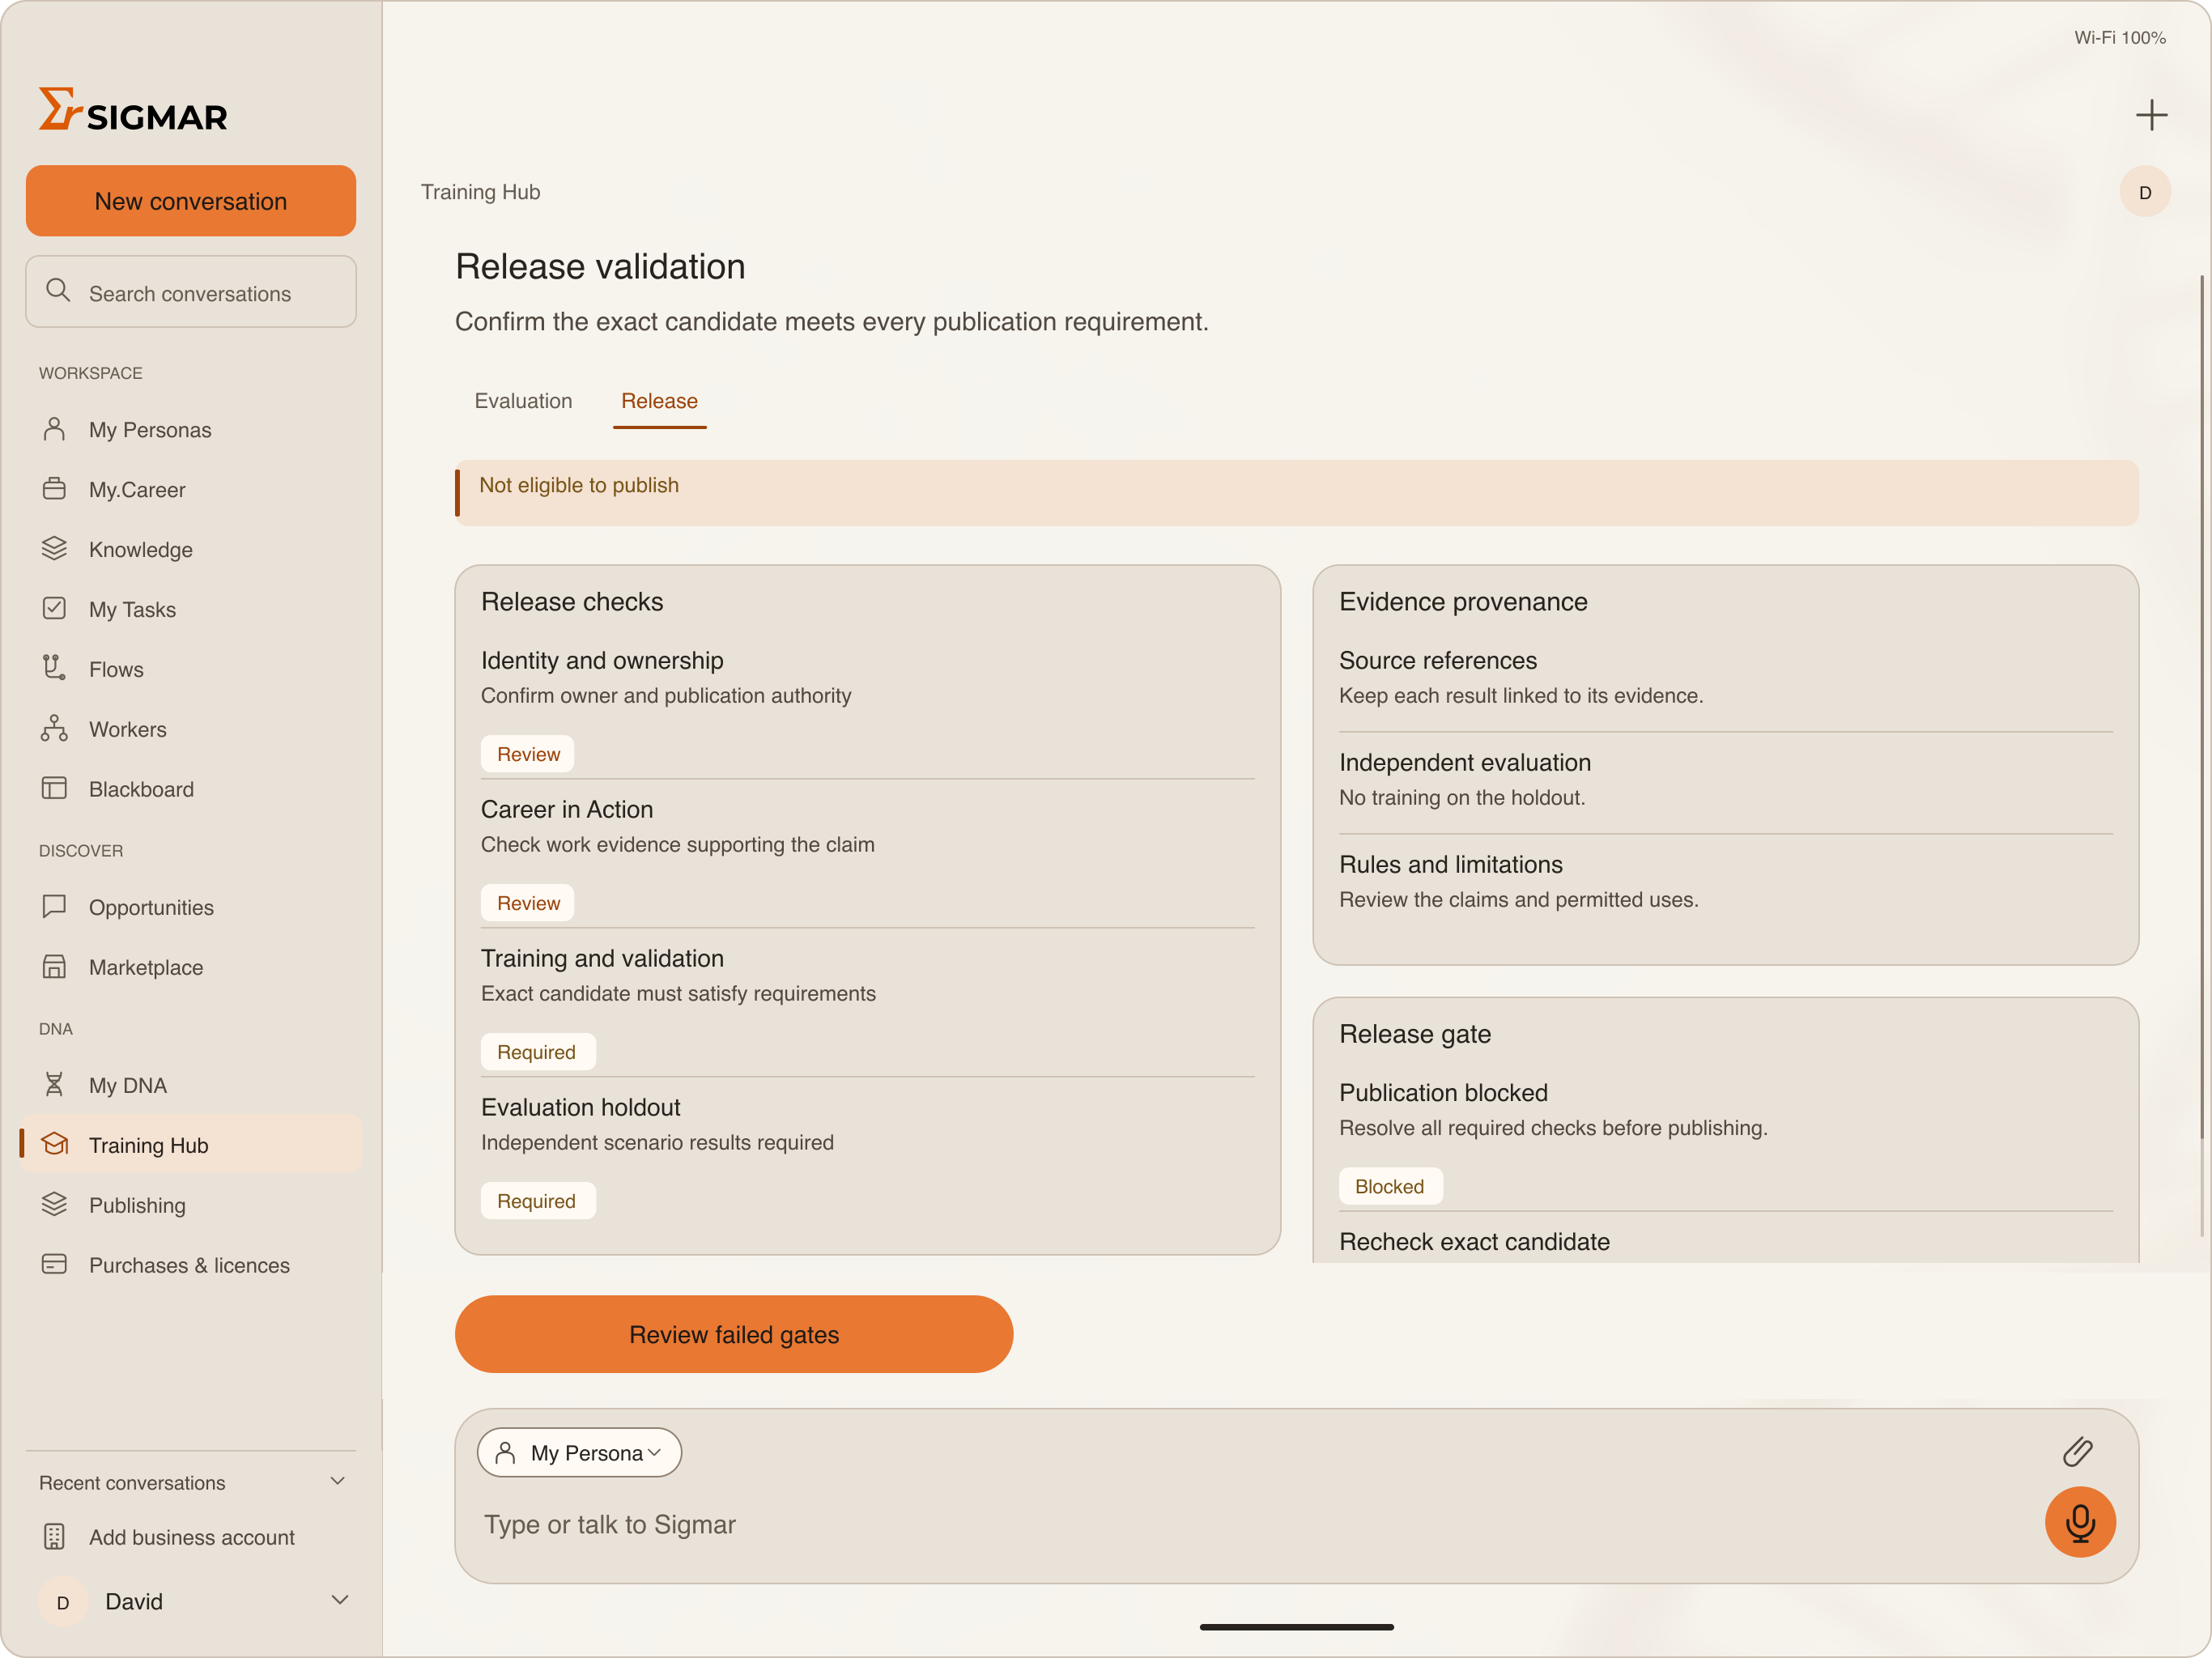 Wi-Fi 100%
SIGMAR
New conversation
Search conversations
WORKSPACE
My Personas
My.Career
Knowledge
My Tasks
Flows
Workers
Blackboard
DISCOVER
Opportunities
Marketplace
DNA
My DNA
Training Hub
Publishing
Purchases & licences
Recent conversations
Add business account
D
David
Training Hub
D
Release validation
Confirm the exact candidate meets every publication requirement.
Evaluation
Release
Not eligible to publish
Release checks
Identity and ownership
Confirm owner and publication authority
Review
Career in Action
Check work evidence supporting the claim
Review
Training and validation
Exact candidate must satisfy requirements
Required
Evaluation holdout
Independent scenario results required
Required
Evidence provenance
Source references
Keep each result linked to its evidence.
Independent evaluation
No training on the holdout.
Rules and limitations
Review the claims and permitted uses.
Release gate
Publication blocked
Resolve all required checks before publishing.
Blocked
Recheck exact candidate
Review failed gates
My Persona
Type or talk to Sigmar